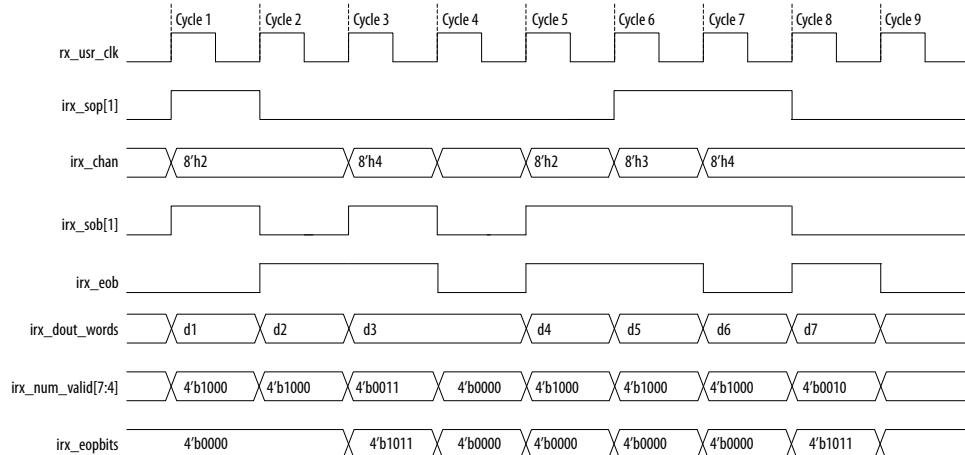 Cycle 1 Cycle 2 Cycle 3 Cycle 4 Cycle 5 Cycle 6 Cycle 7 Cycle 8 Cycle 9
rx_usr_clk
irx_sop[1]
irx_chan 8’h2 8’h4 8’h2 8’h3 8’h4
irx_sob[1]
irx_eob
irx_dout_words d1 d2 d3 d4 d5 d6 d7
irx_num_valid[7:4] 4’b1000 4’b1000 4’b0011 4’b0000 4’b1000 4’b1000 4’b1000 4’b0010
irx_eopbits 4’b0000 4’b1011 4’b0000 4’b0000 4’b0000 4’b0000 4’b1011